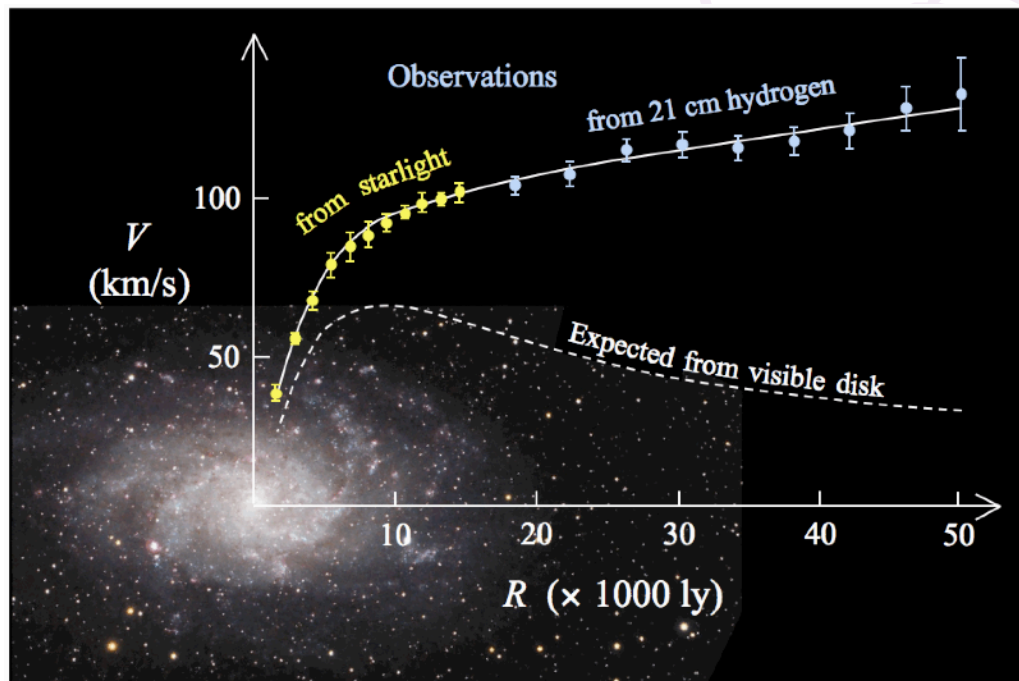 Observations
from 21 cm hydrogen
from starlight
100
V
(km/s)
50
Expected from visible disk
10 20 30 40 50
R (× 1000 ly)